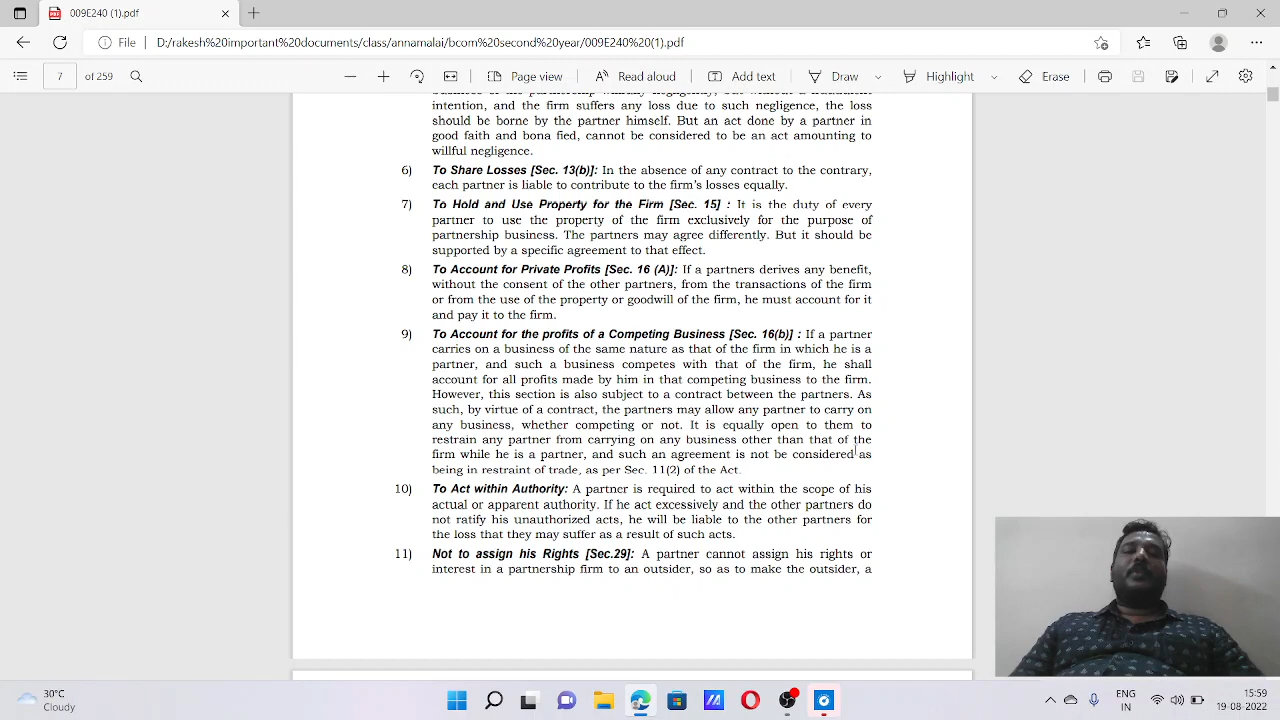 009E240 (1).pdf
File
D:/rakesh%20important%20documents/class/annamalai/bcom%20second%20year/009E240%20(1).pdf
7 of 259
Page view
Read aloud
Add text
Draw
Highlight
Erase
intention, and the firm suffers any loss due to such negligence, the loss
should be borne by the partner himself. But an act done by a partner in
good faith and bona fied, cannot be considered to be an act amounting to
willful negligence.
6) To Share Losses [Sec. 13(b)]: In the absence of any contract to the contrary,
each partner is liable to contribute to the firm's losses equally.
7) To Hold and Use Property for the Firm [Sec. 15] : It is the duty of every
partner to use the property of the firm exclusively for the purpose of
partnership business. The partners may agree differently. But it should be
supported by a specific agreement to that effect.
8) To Account for Private Profits [Sec. 16 (A)]: If a partners derives any benefit,
without the consent of the other partners, from the transactions of the firm
or from the use of the property or goodwill of the firm, he must account for it
and pay it to the firm.
9) To Account for the profits of a Competing Business [Sec. 16(b)] : If a partner
carries on a business of the same nature as that of the firm in which he is a
partner, and such a business competes with that of the firm, he shall
account for all profits made by him in that competing business to the firm.
However, this section is also subject to a contract between the partners. As
such, by virtue of a contract, the partners may allow any partner to carry on
any business, whether competing or not. It is equally open to them to
restrain any partner from carrying on any business other than that of the
firm while he is a partner, and such an agreement is not be considered as
being in restraint of trade, as per Sec. 11(2) of the Act.
10) To Act within Authority: A partner is required to act within the scope of his
actual or apparent authority. If he act excessively and the other partners do
not ratify his unauthorized acts, he will be liable to the other partners for
the loss that they may suffer as a result of such acts.
11) Not to assign his Rights [Sec.29]: A partner cannot assign his rights or
interest in a partnership firm to an outsider, so as to make the outsider, a
30°C
Cloudy
ENG
IN
15:59
19-08-2022